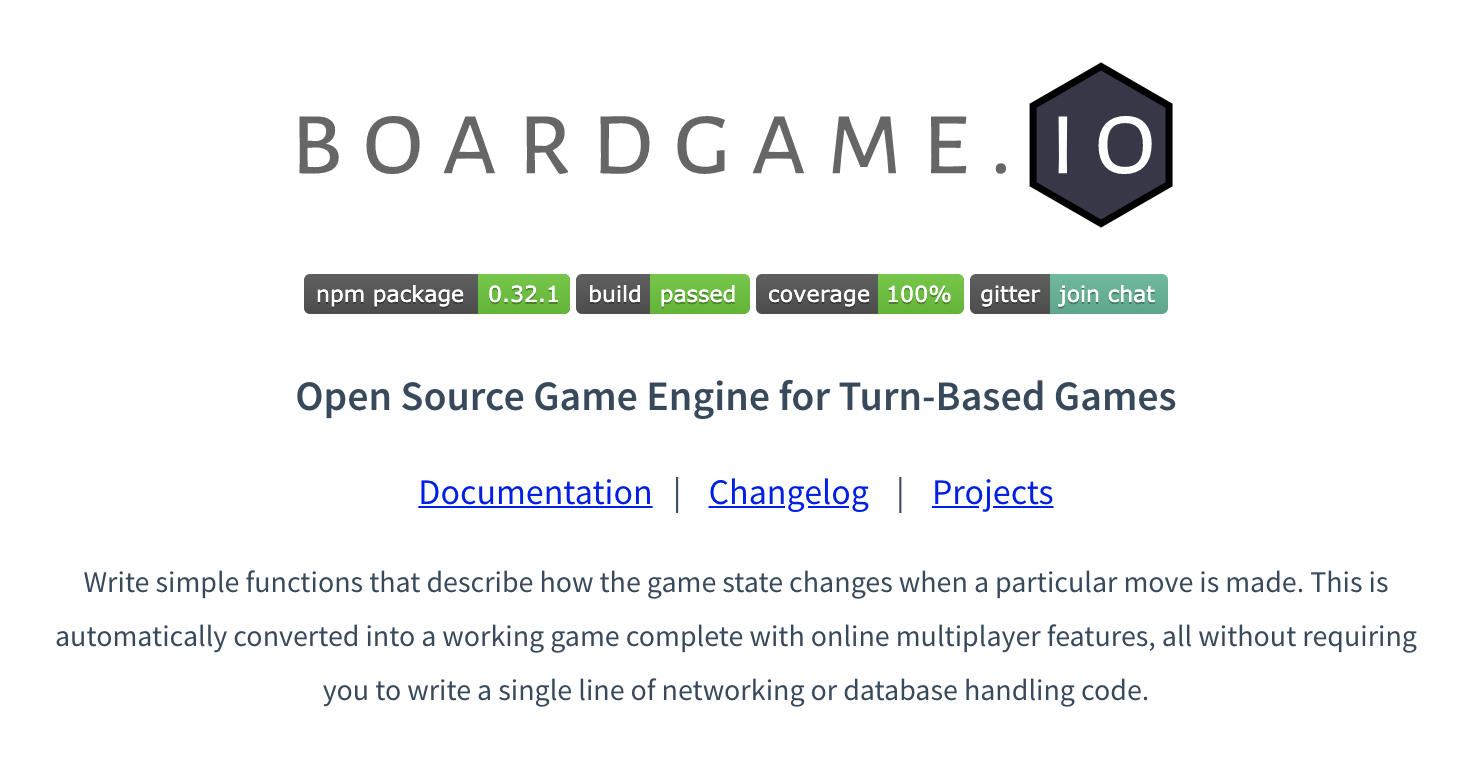 BOARDGAME.IO
npm package 0.32.1 build passed coverage 100% gitter join chat
Open Source Game Engine for Turn-Based Games
Documentation | Changelog | Projects
Write simple functions that describe how the game state changes when a particular move is made. This is
automatically converted into a working game complete with online multiplayer features, all without requiring
you to write a single line of networking or database handling code.